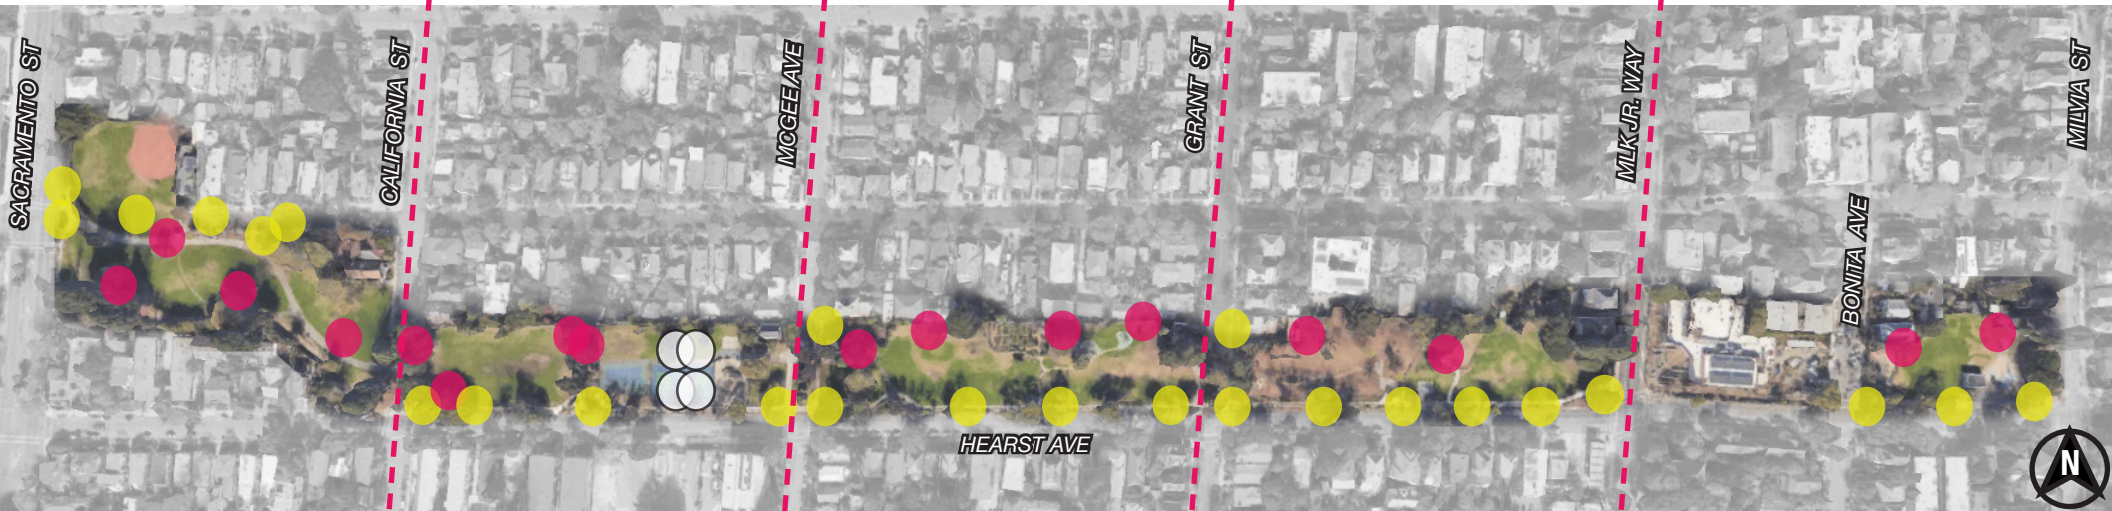 SACRAMENTO ST
CALIFORNIA ST
MCGEE AVE
GRANT ST
MLK JR. WAY
BONITA AVE
MILVIA ST
HEARST AVE
N